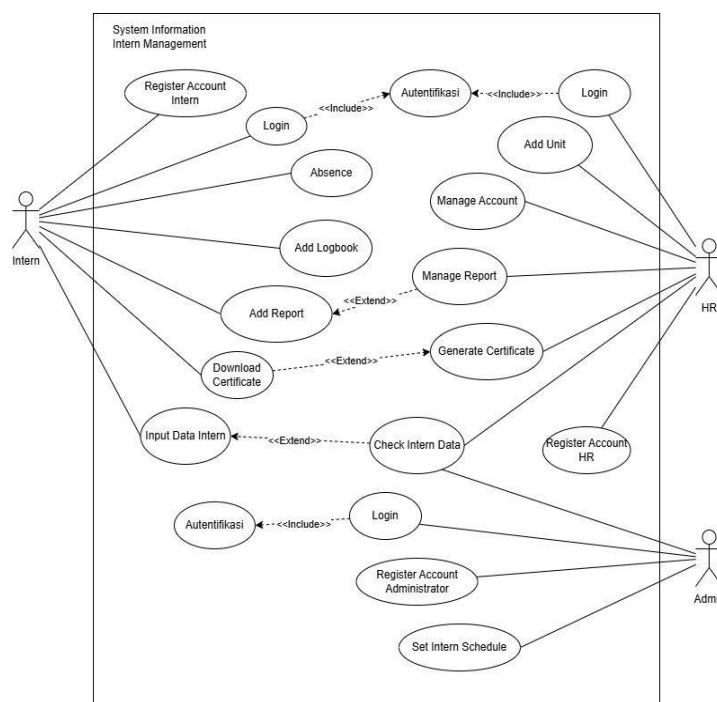 System Information
Intern Management
Register Account
Intern
Login
<<Include>>
Autentifikasi
<<Include>>
Login
Add Unit
Absence
Manage Account
Intern
Add Logbook
Manage Report
HR
<<Extend>>
Add Report
Generate Certificate
<<Extend>>
Download
Certificate
Input Data Intern
<<Extend>>
Check Intern Data
Register Account
HR
Autentifikasi
<<Include>>
Login
Register Account
Administrator
Admi
Set Intern Schedule